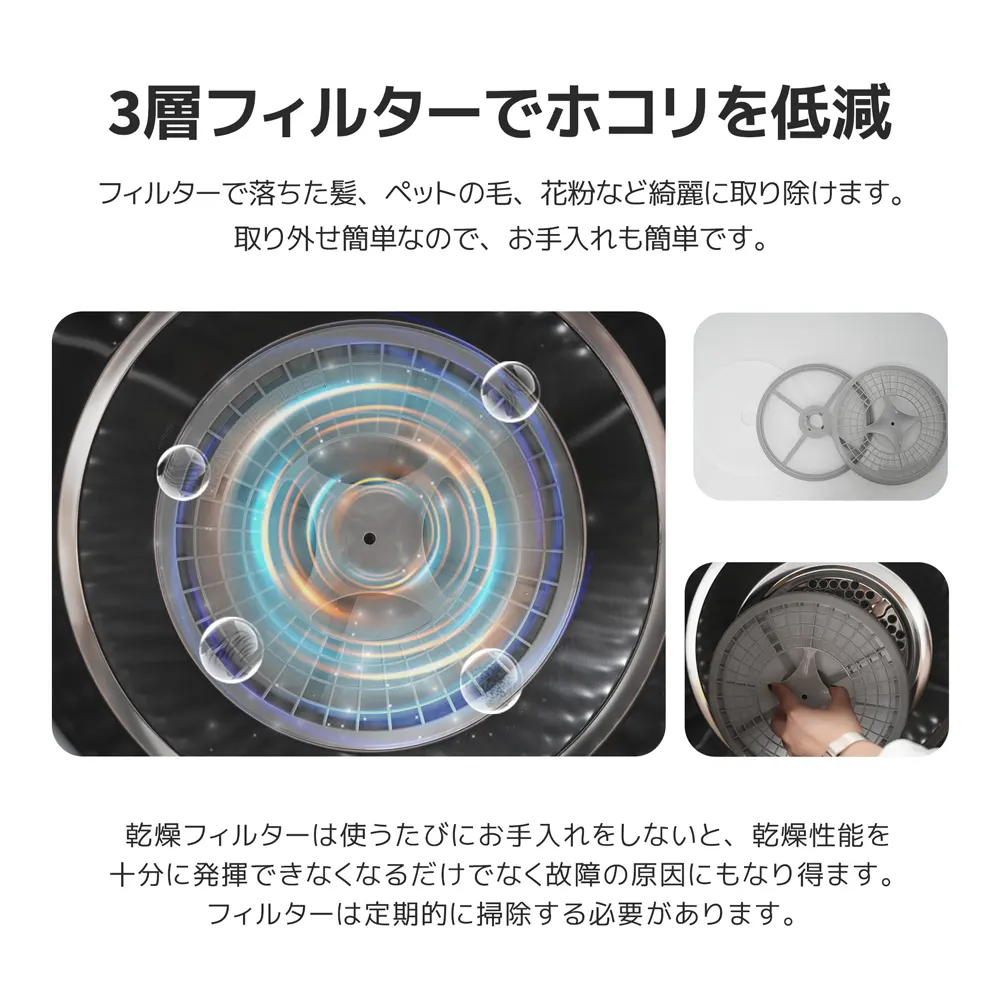 3層フィルターでホコリを低減
フィルターで落ちた髪、ペットの毛、花粉など綺麗に取り除けます。
取り外せ簡単なので、お手入れも簡単です。
乾燥フィルターは使うたびにお手入れをしないと、乾燥性能を
十分に発揮できなくなるだけでなく故障の原因にもなり得ます。
フィルターは定期的に掃除する必要があります。